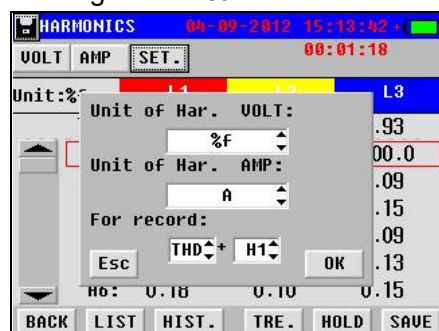 HARMONICS 04-09-2012 15:13:42
VOLT AMP SET. 00:01:18
Unit:% L3
Unit of Har. VOLT:
%f
.93
00.0
Unit of Har. AMP:
.09
A
.15
For record:
.09
THD + H1
Esc OK
.13
H6: 0.18 0.10 0.15
BACK LIST HIST. TRE. HOLD SAVE